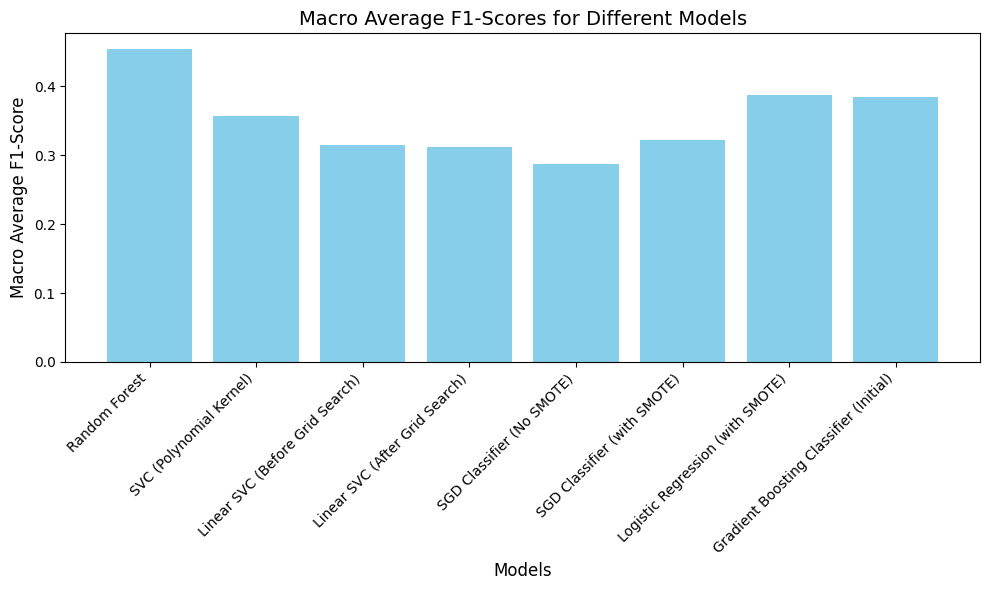 Macro Average F1-Scores for Different Models
Macro Average F1-Score
0.4
0.3
0.2
0.1
0.0
Random Forest
SVC (Polynomial Kernel)
Linear SVC (Before Grid Search)
Linear SVC (After Grid Search)
SGD Classifier (No SMOTE)
SGD Classifier (with SMOTE)
Logistic Regression (with SMOTE)
Gradient Boosting Classifier (Initial)
Models